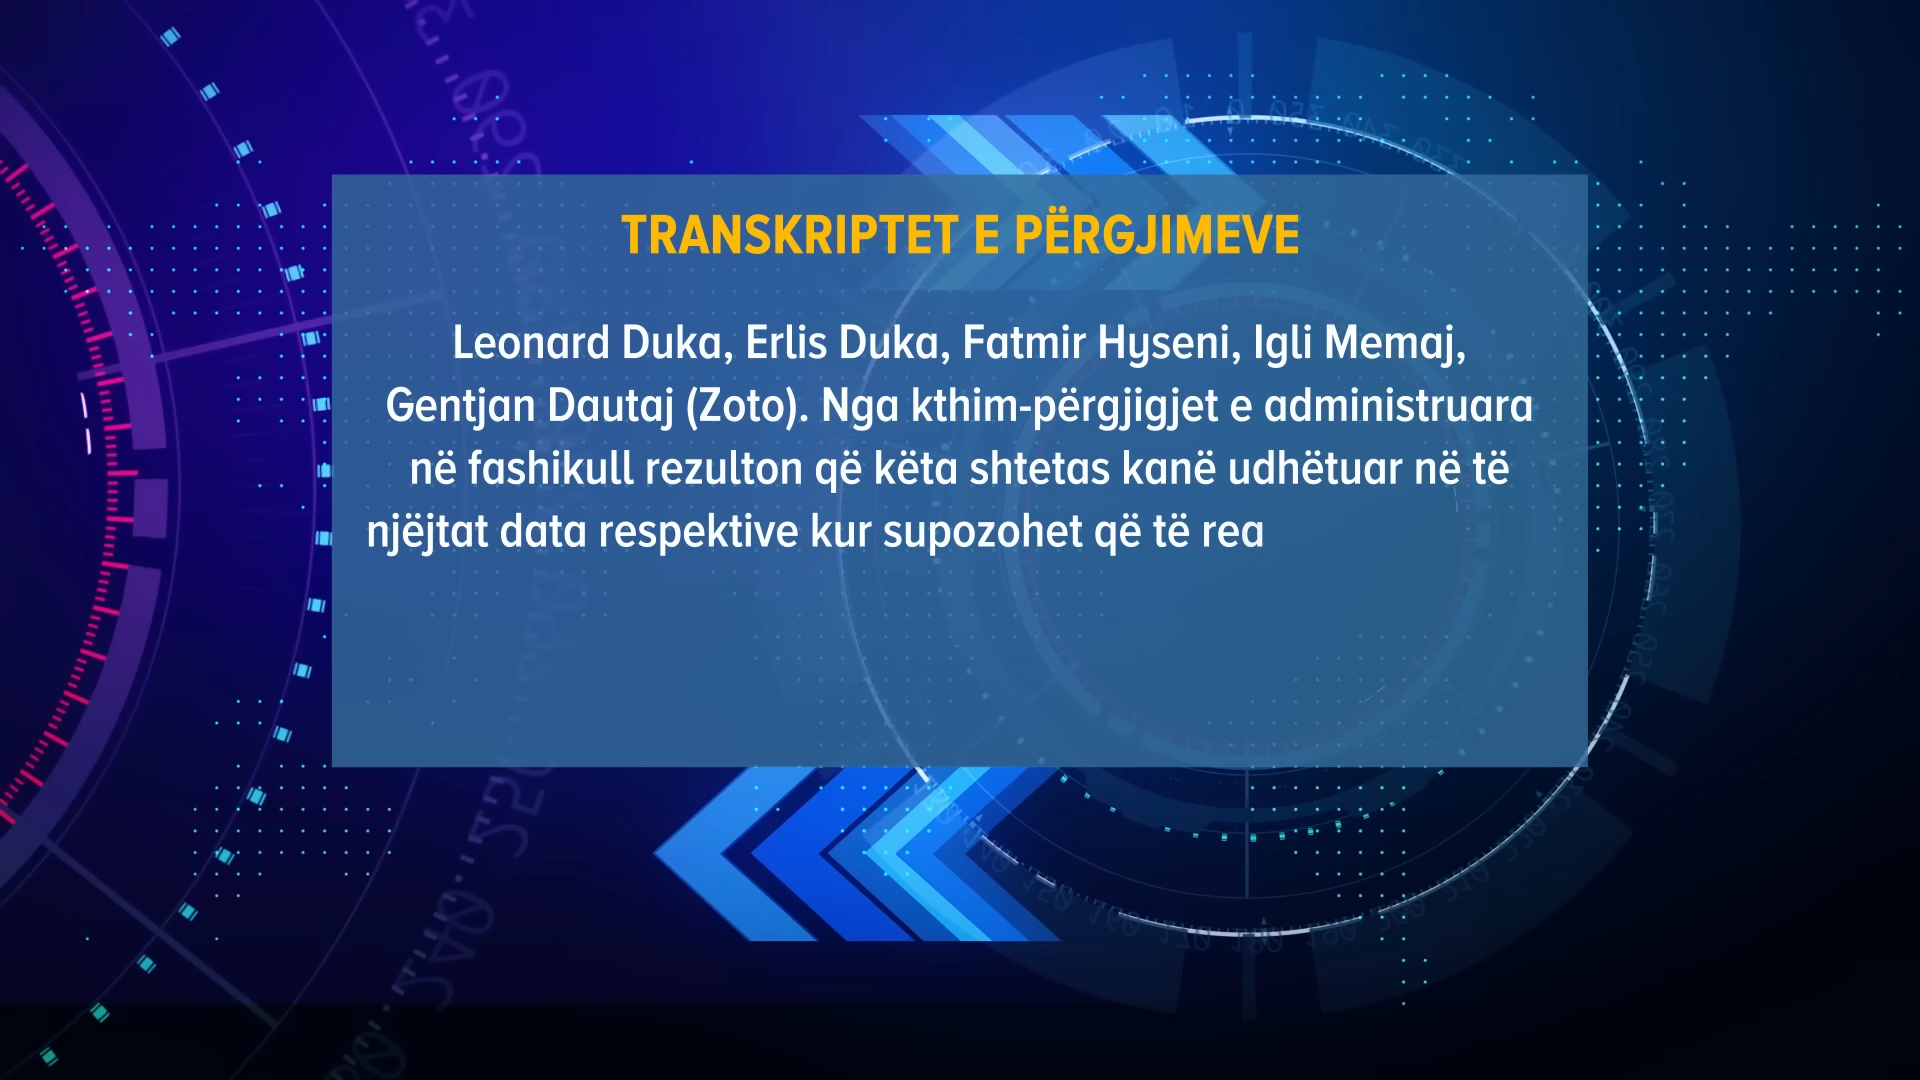 TRANSKRIPTET E PËRGJIMEVE
Leonard Duka, Erlis Duka, Fatmir Hyseni, Igli Memaj,
Gentjan Dautaj (Zoto). Nga kthim-përgjigjet e administruara
në fashikull rezulton që këta shtetas kanë udhëtuar në të
njëjtat data respektive kur supozohet që të rea